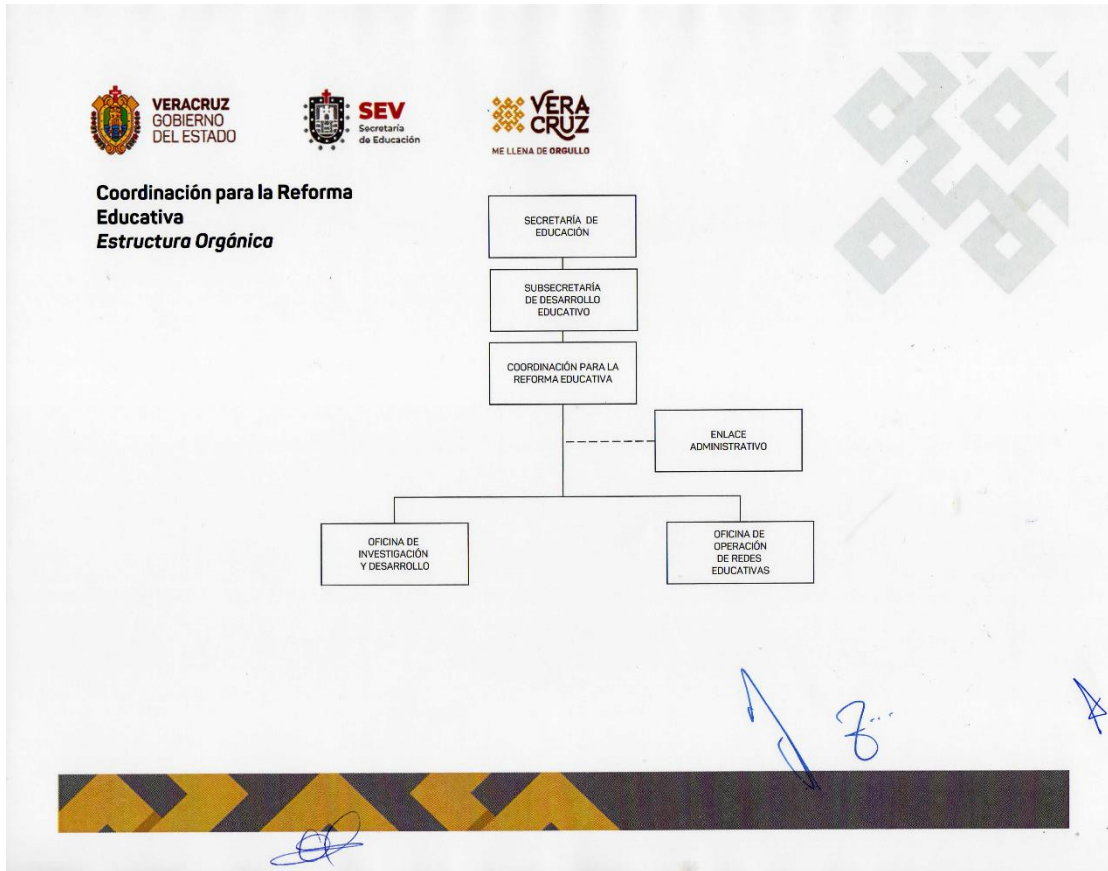 VERACRUZ
GOBIERNO
DEL ESTADO
SEV
Secretaría
de Educación
VERA
CRUZ
ME LLENA DE ORGULLO
Coordinación para la Reforma
Educativa
Estructura Orgánica
SECRETARÍA DE
EDUCACIÓN
SUBSECRETARÍA
DE DESARROLLO
EDUCATIVO
COORDINACIÓN PARA LA
REFORMA EDUCATIVA
ENLACE
ADMINISTRATIVO
OFICINA DE
INVESTIGACIÓN
Y DESARROLLO
OFICINA DE
OPERACIÓN
DE REDES
EDUCATIVAS